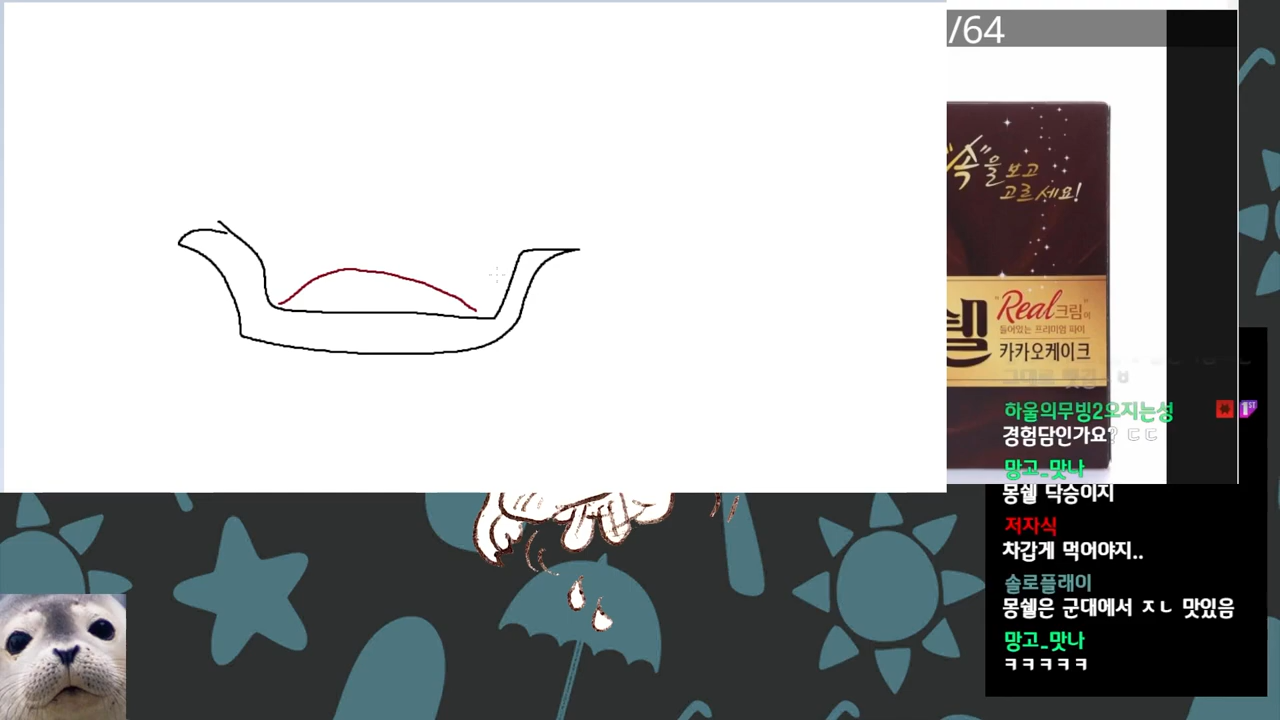 /64
"속"을 보고
고르세요!
쉘
"Real크림"이
들어있는 프리미엄 파이
카카오케이크
하울의무빙2오지는성
경험담인가요? ㄷㄷ
망고_맛나
몽쉘 닥승이지
저자식
차갑게 먹어야지..
솔로플래이
몽쉘은 군대에서 ㅈㄴ 맛있음
망고_맛나
ㅋㅋㅋㅋㅋ